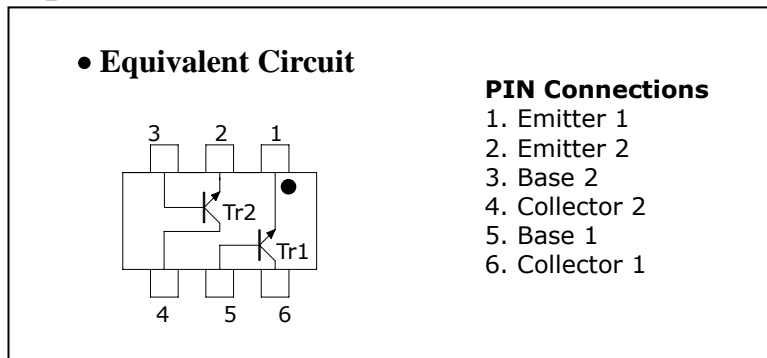 • Equivalent Circuit
PIN Connections
1. Emitter 1
2. Emitter 2
3. Base 2
4. Collector 2
5. Base 1
6. Collector 1
3 2 1
Tr2
Tr1
4 5 6